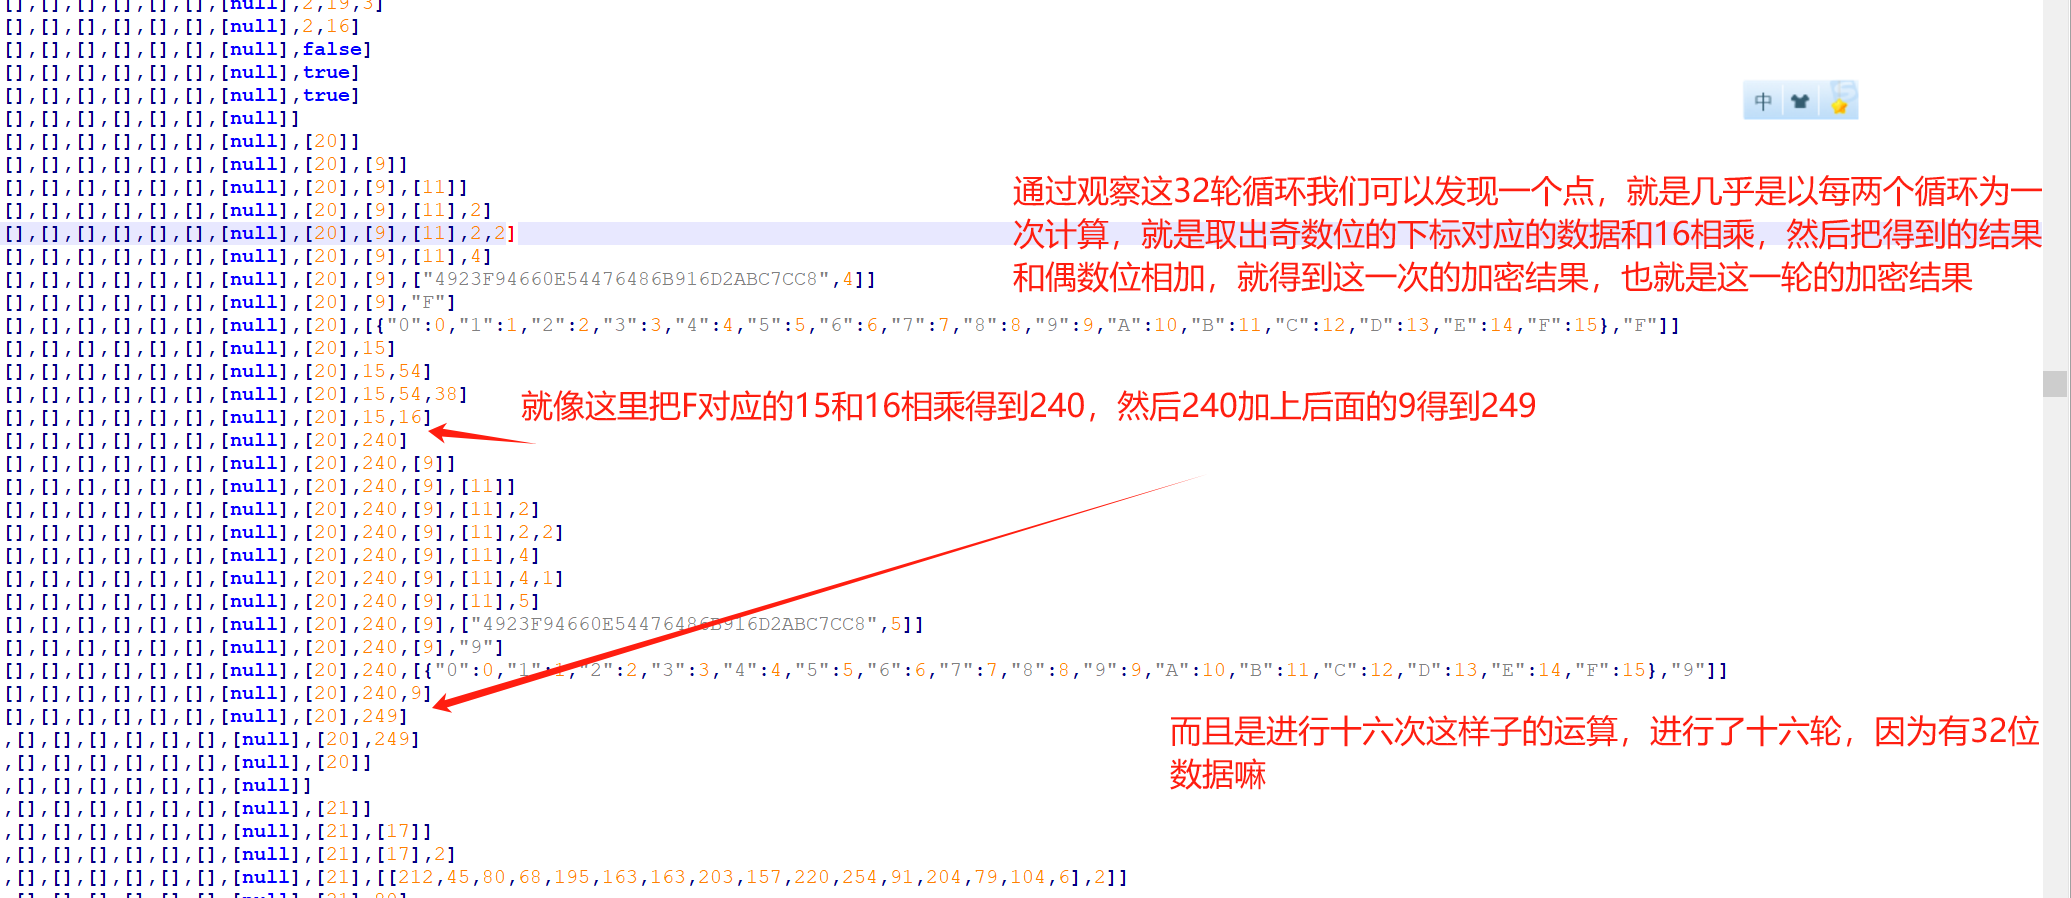 [],[],[],[],[],[],[null],2,19,3]
[],[],[],[],[],[],[null],2,16]
[],[],[],[],[],[],[null],false]
[],[],[],[],[],[],[null],true]
[],[],[],[],[],[],[null],true]
中
[],[],[],[],[],[],[null]]
[],[],[],[],[],[],[null],[20]]
[],[],[],[],[],[],[null],[20],[9]]
[],[],[],[],[],[],[null],[20],[9],[11]]
[],[],[],[],[],[],[null],[20],[9],[11],2]
[],[],[],[],[],[],[null],[20],[9],[11],2,2]
[],[],[],[],[],[],[null],[20],[9],[11],4]
通过观察这32轮循环我们可以发现一个点，就是几乎是以每两个循环为一
次计算，就是取出奇数位的下标对应的数据和16相乘，然后把得到的结果
和偶数位相加，就得到这一次的加密结果，也就是这一轮的加密结果
[],[],[],[],[],[],[null],[20],[9],["4923F94660E54476486B916D2ABC7CC8",4]]
[],[],[],[],[],[],[null],[20],[9],"F"]
[],[],[],[],[],[],[null],[20],[{"0":0,"1":1,"2":2,"3":3,"4":4,"5":5,"6":6,"7":7,"8":8,"9":9,"A":10,"B":11,"C":12,"D":13,"E":14,"F":15},"F"]]
[],[],[],[],[],[],[null],[20],15]
[],[],[],[],[],[],[null],[20],15,54]
[],[],[],[],[],[],[null],[20],15,54,38]
[],[],[],[],[],[],[null],[20],15,16]
就像这里把F对应的15和16相乘得到240，然后240加上后面的9得到249
[],[],[],[],[],[],[null],[20],240]
[],[],[],[],[],[],[null],[20],240,[9]]
[],[],[],[],[],[],[null],[20],240,[9],[11]]
[],[],[],[],[],[],[null],[20],240,[9],[11],2]
[],[],[],[],[],[],[null],[20],240,[9],[11],2,2]
[],[],[],[],[],[],[null],[20],240,[9],[11],4]
[],[],[],[],[],[],[null],[20],240,[9],[11],4,1]
[],[],[],[],[],[],[null],[20],240,[9],[11],5]
[],[],[],[],[],[],[null],[20],240,[9],["4923F94660E54476486B916D2ABC7CC8",5]]
[],[],[],[],[],[],[null],[20],240,[9],"9"]
[],[],[],[],[],[],[null],[20],240,[{"0":0,"1":1,"2":2,"3":3,"4":4,"5":5,"6":6,"7":7,"8":8,"9":9,"A":10,"B":11,"C":12,"D":13,"E":14,"F":15},"9"]]
[],[],[],[],[],[],[null],[20],240,9]
[],[],[],[],[],[],[null],[20],249]
,[],[],[],[],[],[],[null],[20],249]
,[],[],[],[],[],[],[null],[20]]
而且是进行十六次这样子的运算，进行了十六轮，因为有32位
数据嘛
,[],[],[],[],[],[],[null]]
,[],[],[],[],[],[],[null],[21]]
,[],[],[],[],[],[],[null],[21],[17]]
,[],[],[],[],[],[],[null],[21],[17],2]
,[],[],[],[],[],[],[null],[21],[[212,45,80,68,195,163,163,203,157,220,254,91,204,79,104,6],2]]
,[],[],[],[],[],[],[null],[21],80]